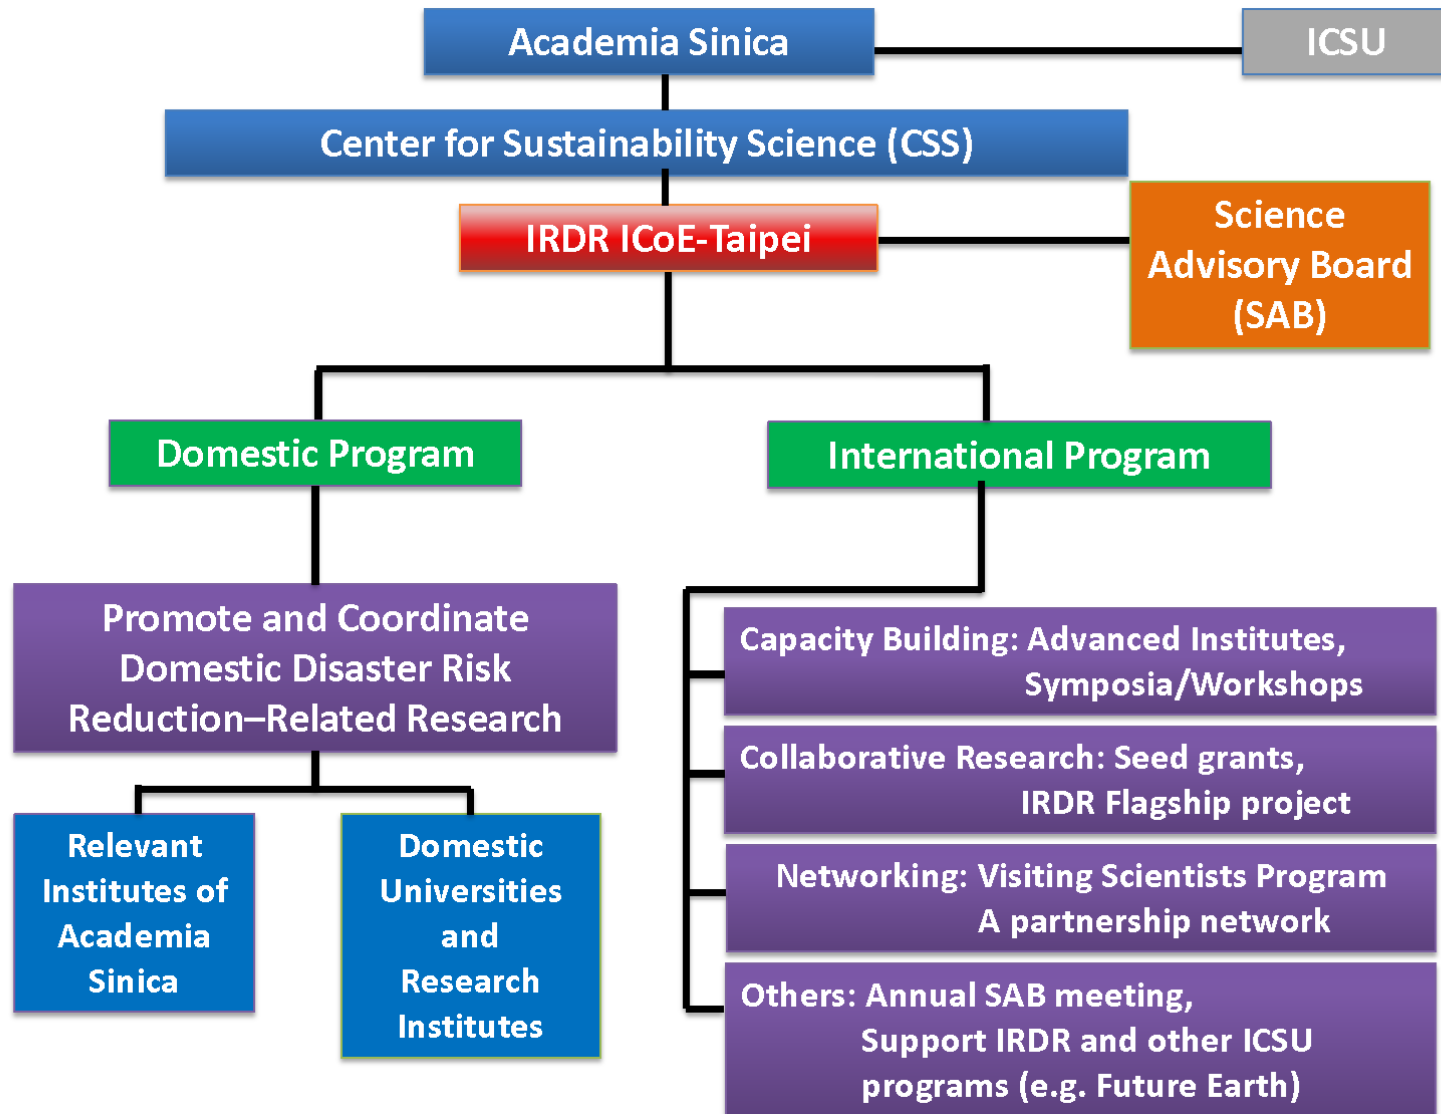 Academia Sinica
ICSU
Center for Sustainability Science (CSS)
IRDR ICoE-Taipei
Science
Advisory Board
(SAB)
Domestic Program
International Program
Promote and Coordinate
Domestic Disaster Risk
Reduction–Related Research
Relevant
Institutes of
Academia
Sinica
Domestic
Universities
and
Research
Institutes
Capacity Building: Advanced Institutes,
Symposia/Workshops
Collaborative Research: Seed grants,
IRDR Flagship project
Networking: Visiting Scientists Program
A partnership network
Others: Annual SAB meeting,
Support IRDR and other ICSU
programs (e.g. Future Earth)